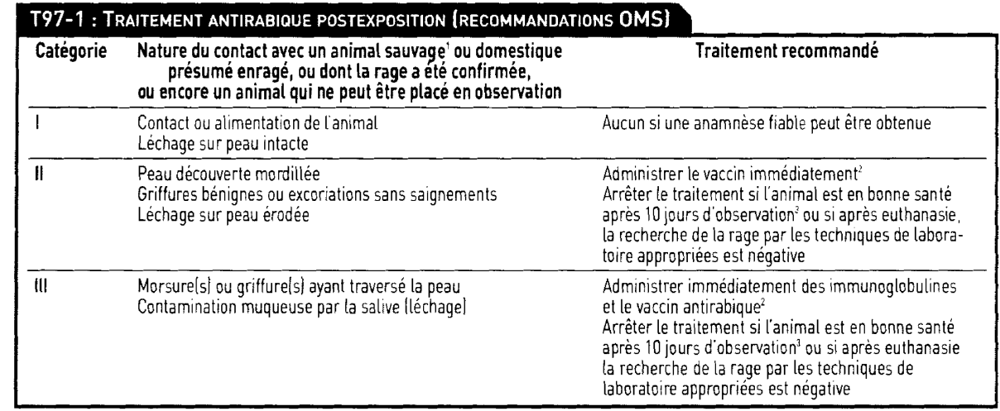 T97-1 : TRAITEMENT ANTIRABIQUE POSTEXPOSITION (RECOMMANDATIONS OMS)
Catégorie Nature du contact avec un animal sauvage¹ ou domestique Traitement recommandé
présumé enragé, ou dont la rage a été confirmée,
ou encore un animal qui ne peut être placé en observation
I Contact ou alimentation de l'animal Aucun si une anamnèse fiable peut être obtenue
Léchage sur peau intacte
II Peau découverte mordillée Administrer le vaccin immédiatement²
Griffures bénignes ou excoriations sans saignements Arrêter le traitement si l'animal est en bonne santé
Léchage sur peau érodée après 10 jours d'observation³ ou si après euthanasie,
la recherche de la rage par les techniques de labora-
toire appropriées est négative
III Morsure(s) ou griffure(s) ayant traversé la peau Administrer immédiatement des immunoglobulines
Contamination muqueuse par la salive (léchage) et le vaccin antirabique²
Arrêter le traitement si l'animal est en bonne santé
après 10 jours d'observation³ ou si après euthanasie
la recherche de la rage par les techniques de
laboratoire appropriées est négative